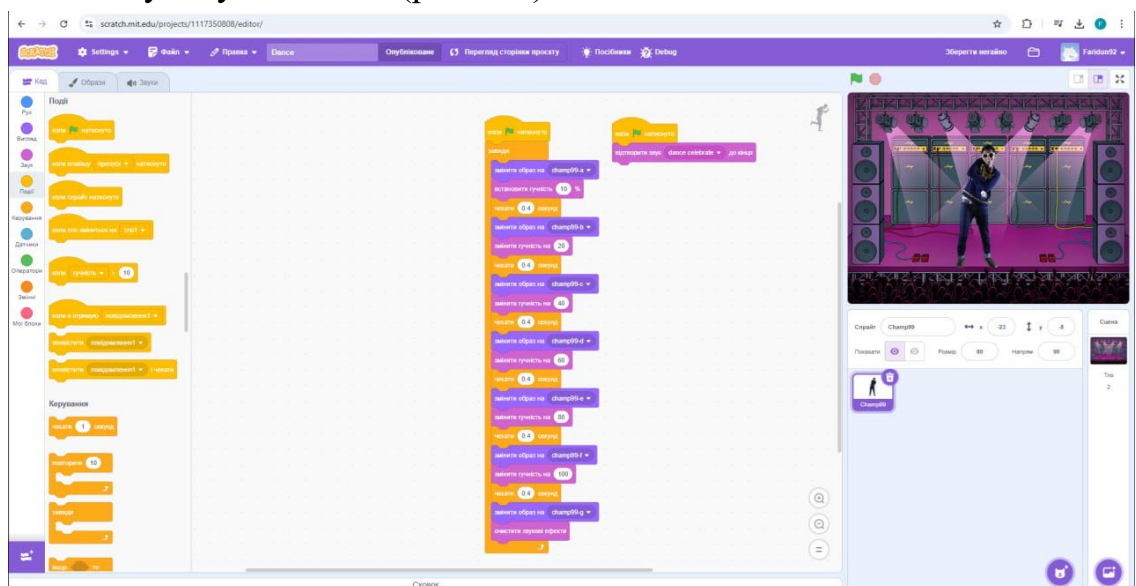 scratch.mit.edu/projects/1117350808/editor/
SCRATCH Settings Файл Правка Dance Опубліковане Перегляд сторінки проєкту Посібники Debug Зберегти негайно Faridun92
Код Образи Звуки
Рух
Вигляд
Звук
Події
Керування
Датчики
Оператори
Змінні
Мої блоки
Події
коли натиснуто
коли клавішу пропуск натиснуто
коли спрайт натиснуто
коли тло зміниться на тло1
коли гучність > 10
коли я отримую повідомлення1
оповістити повідомлення1
оповістити повідомлення1 і чекати
Керування
чекати 1 секунд
повторити 10
завжди
якщо то
коли натиснуто
завжди
змінити образ на champ99-a
встановити гучність 10 %
чекати 0.4 секунд
змінити образ на champ99-b
змінити гучність на 20
чекати 0.4 секунд
змінити образ на champ99-c
змінити гучність на 40
чекати 0.4 секунд
змінити образ на champ99-d
змінити гучність на 60
чекати 0.4 секунд
змінити образ на champ99-e
змінити гучність на 80
чекати 0.4 секунд
змінити образ на champ99-f
змінити гучність на 100
чекати 0.4 секунд
змінити образ на champ99-g
очистити звукові ефекти
коли натиснуто
відтворити звук dance celebrate до кінця
Спрайт Champ99 x -23 y -8
Показати Розмір 80 Напрям 90
Champ99
Сцена
Тло
2
Сховок